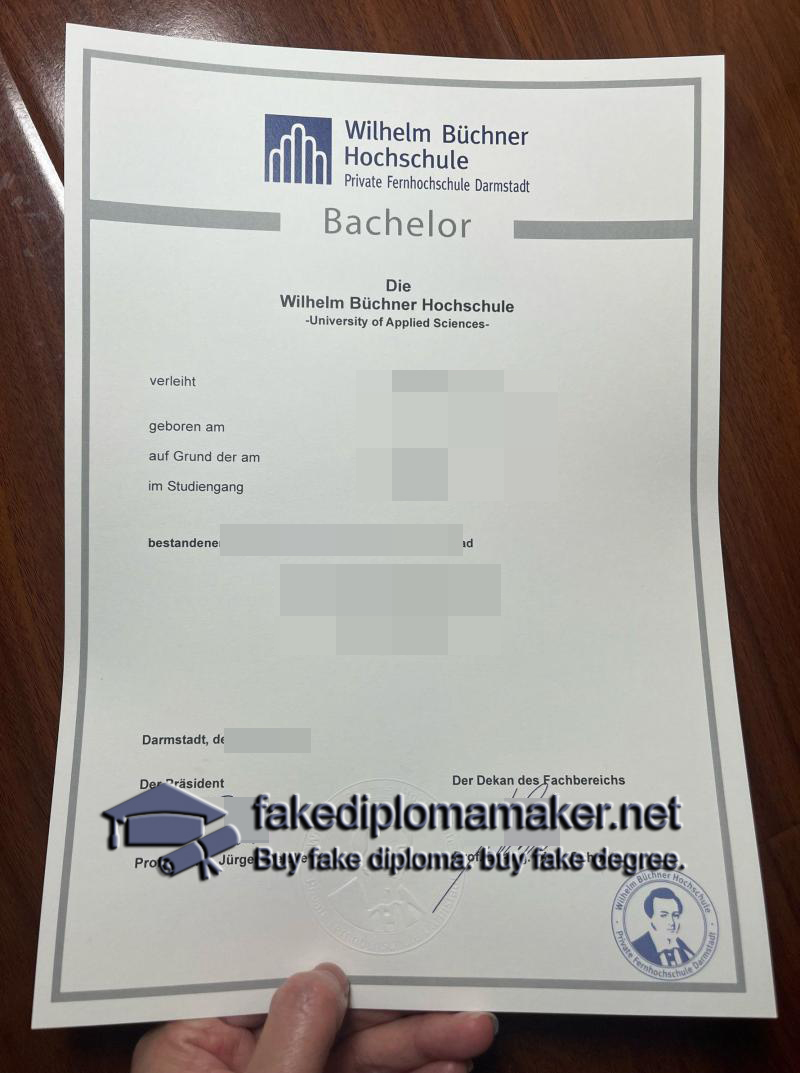 Wilhelm Büchner
Hochschule
Private Fernhochschule Darmstadt
Bachelor
Die
Wilhelm Büchner Hochschule
-University of Applied Sciences-
verleiht
geboren am
auf Grund der am
im Studiengang
Darmstadt,
Der Präsident
Der Dekan des Fachbereichs
fakediplomamaker.net
Buy fake diploma. buy fake degree.
Wilhelm Büchner Hochschule
Private Fernhochschule Darmstadt